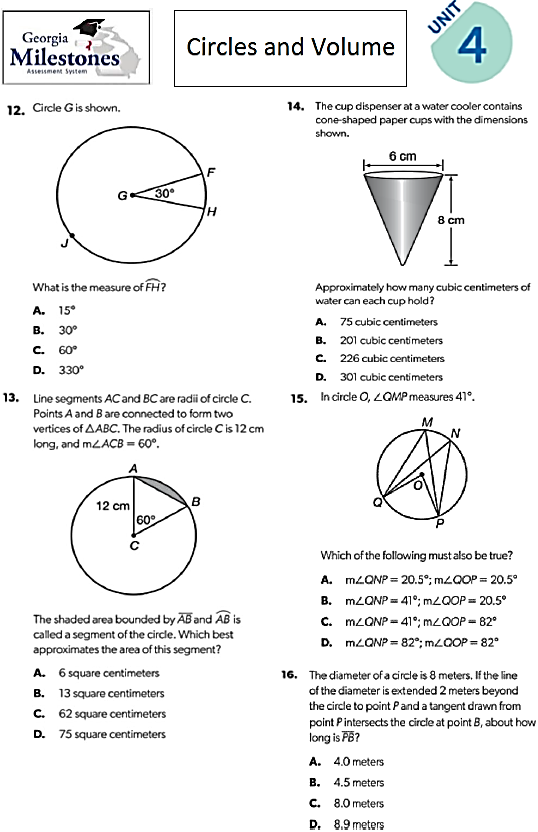 Georgia
Milestones
Assessment System
Circles and Volume
UNIT
4
12. Circle G is shown.
F
G
30°
H
J
What is the measure of FH?
A. 15°
B. 30°
C. 60°
D. 330°
13. Line segments AC and BC are radii of circle C.
Points A and B are connected to form two
vertices of △ABC. The radius of circle C is 12 cm
long, and m∠ACB = 60°.
A
12 cm
B
60°
C
The shaded area bounded by AB and AB is
called a segment of the circle. Which best
approximates the area of this segment?
A. 6 square centimeters
B. 13 square centimeters
C. 62 square centimeters
D. 75 square centimeters
14. The cup dispenser at a water cooler contains
cone-shaped paper cups with the dimensions
shown.
6 cm
8 cm
Approximately how many cubic centimeters of
water can each cup hold?
A. 75 cubic centimeters
B. 201 cubic centimeters
C. 226 cubic centimeters
D. 301 cubic centimeters
15. In circle O, ∠QMP measures 41°.
M
N
O
Q
P
Which of the following must also be true?
A. m∠QNP = 20.5°; m∠QOP = 20.5°
B. m∠QNP = 41°; m∠QOP = 20.5°
C. m∠QNP = 41°; m∠QOP = 82°
D. m∠QNP = 82°; m∠QOP = 82°
16. The diameter of a circle is 8 meters. If the line
of the diameter is extended 2 meters beyond
the circle to point P and a tangent drawn from
point P intersects the circle at point B, about how
long is PB?
A. 4.0 meters
B. 4.5 meters
C. 8.0 meters
D. 8.9 meters